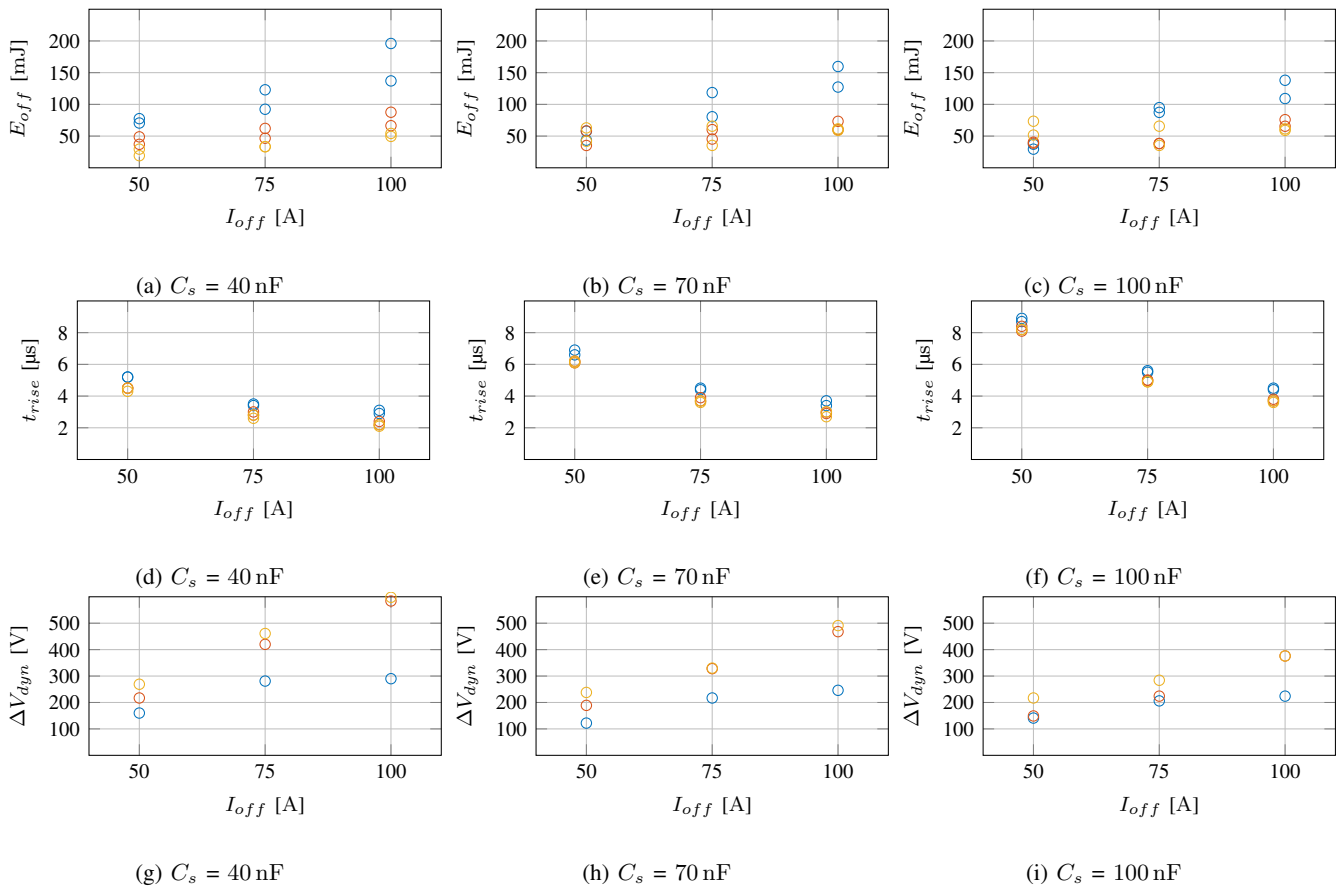 200
150
100
50
E_{off} [mJ]
50 75 100
I_{off} [A]
(a) C_s = 40 nF
200
150
100
50
E_{off} [mJ]
50 75 100
I_{off} [A]
(b) C_s = 70 nF
200
150
100
50
E_{off} [mJ]
50 75 100
I_{off} [A]
(c) C_s = 100 nF
8
6
4
2
t_{rise} [µs]
50 75 100
I_{off} [A]
(d) C_s = 40 nF
8
6
4
2
t_{rise} [µs]
50 75 100
I_{off} [A]
(e) C_s = 70 nF
8
6
4
2
t_{rise} [µs]
50 75 100
I_{off} [A]
(f) C_s = 100 nF
500
400
300
200
100
ΔV_{dyn} [V]
50 75 100
I_{off} [A]
(g) C_s = 40 nF
500
400
300
200
100
ΔV_{dyn} [V]
50 75 100
I_{off} [A]
(h) C_s = 70 nF
500
400
300
200
100
ΔV_{dyn} [V]
50 75 100
I_{off} [A]
(i) C_s = 100 nF